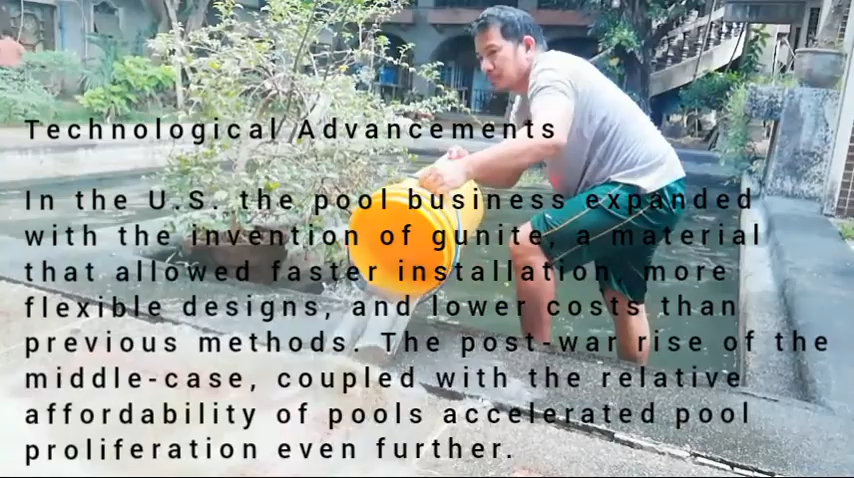 Technological Advancements
In the U.S. the pool business expanded
with the invention of gunite, a material
that allowed faster installation, more
flexible designs, and lower costs than
previous methods. The post-war rise of the
middle-case, coupled with the relative
affordability of pools accelerated pool
proliferation even further.